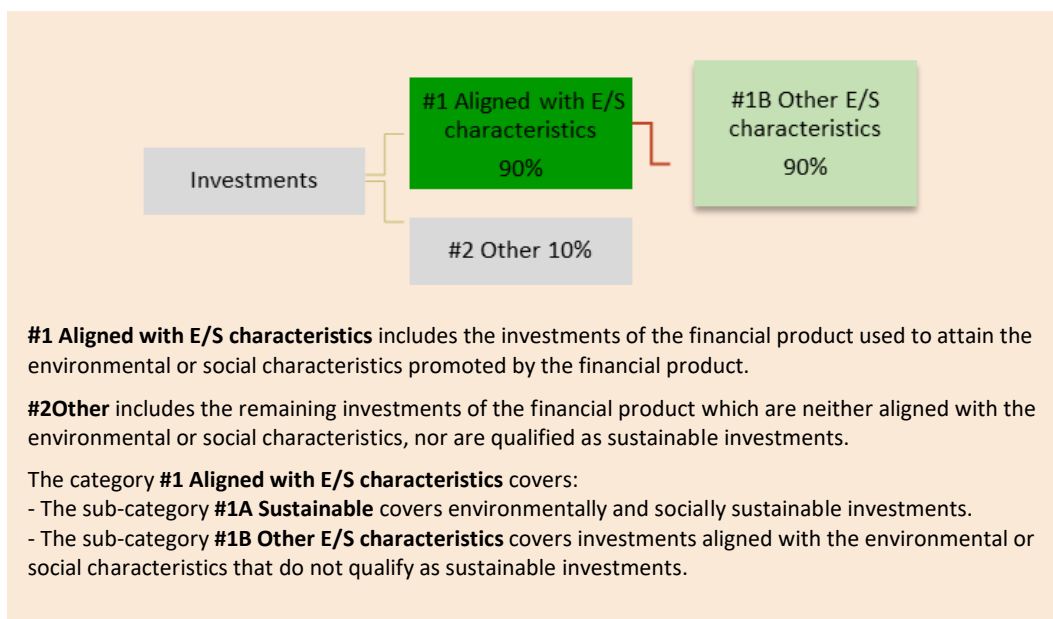 #1 Aligned with E/S
characteristics
90%
#1B Other E/S
characteristics
90%
Investments
#2 Other 10%
#1 Aligned with E/S characteristics includes the investments of the financial product used to attain the
environmental or social characteristics promoted by the financial product.
#2Other includes the remaining investments of the financial product which are neither aligned with the
environmental or social characteristics, nor are qualified as sustainable investments.
The category #1 Aligned with E/S characteristics covers:
- The sub-category #1A Sustainable covers environmentally and socially sustainable investments.
- The sub-category #1B Other E/S characteristics covers investments aligned with the environmental or
social characteristics that do not qualify as sustainable investments.